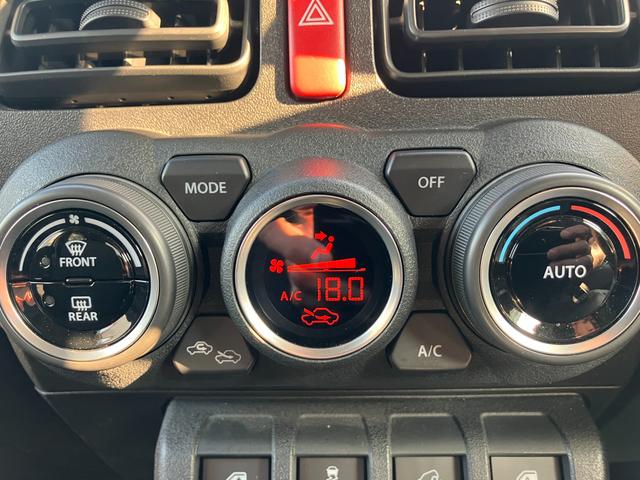 MODE
OFF
FRONT
REAR
A/C 18.0
AUTO
A/C